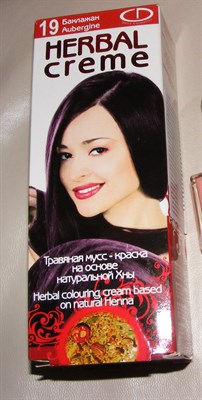 19 Баклажан
Aubergine
HERBAL
creme
Травяная мусс - краска
на основе
натуральной Хны
Herbal colouring cream based
on natural Henna